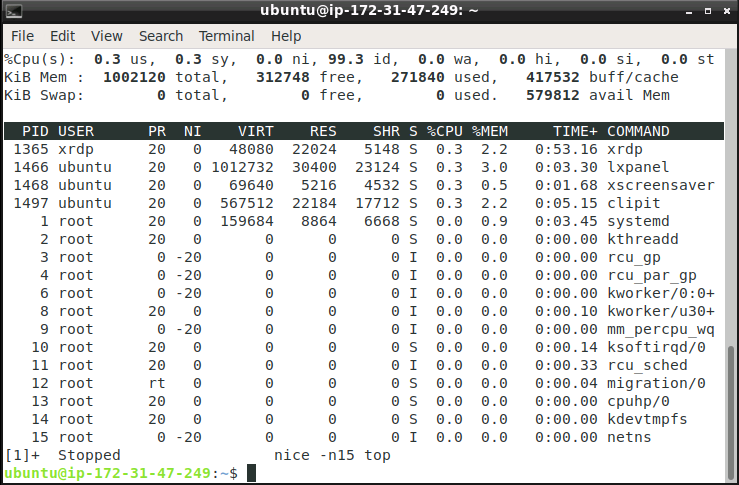 ubuntu@ip-172-31-47-249: ~
File Edit View Search Terminal Help
%Cpu(s):  0.3 us,  0.3 sy,  0.0 ni, 99.3 id,  0.0 wa,  0.0 hi,  0.0 si,  0.0 st
KiB Mem :  1002120 total,   312748 free,   271840 used,   417532 buff/cache
KiB Swap:        0 total,        0 free,        0 used.   579812 avail Mem
  PID USER      PR  NI    VIRT    RES    SHR S %CPU %MEM     TIME+ COMMAND
 1365 xrdp      20   0   48080  22024   5148 S  0.3  2.2   0:53.16 xrdp
 1466 ubuntu    20   0 1012732  30400  23124 S  0.3  3.0   0:03.30 lxpanel
 1468 ubuntu    20   0   69640   5216   4532 S  0.3  0.5   0:01.68 xscreensaver
 1497 ubuntu    20   0  567512  22184  17712 S  0.3  2.2   0:05.15 clipit
    1 root      20   0  159684   8864   6668 S  0.0  0.9   0:03.45 systemd
    2 root      20   0       0      0      0 S  0.0  0.0   0:00.00 kthreadd
    3 root       0 -20       0      0      0 I  0.0  0.0   0:00.00 rcu_gp
    4 root       0 -20       0      0      0 I  0.0  0.0   0:00.00 rcu_par_gp
    6 root       0 -20       0      0      0 I  0.0  0.0   0:00.00 kworker/0:0+
    8 root      20   0       0      0      0 I  0.0  0.0   0:00.10 kworker/u30+
    9 root       0 -20       0      0      0 I  0.0  0.0   0:00.00 mm_percpu_wq
   10 root      20   0       0      0      0 S  0.0  0.0   0:00.14 ksoftirqd/0
   11 root      20   0       0      0      0 I  0.0  0.0   0:00.33 rcu_sched
   12 root      rt   0       0      0      0 S  0.0  0.0   0:00.04 migration/0
   13 root      20   0       0      0      0 S  0.0  0.0   0:00.00 cpuhp/0
   14 root      20   0       0      0      0 S  0.0  0.0   0:00.00 kdevtmpfs
   15 root       0 -20       0      0      0 I  0.0  0.0   0:00.00 netns
[1]+  Stopped                 nice -n15 top
ubuntu@ip-172-31-47-249:~$